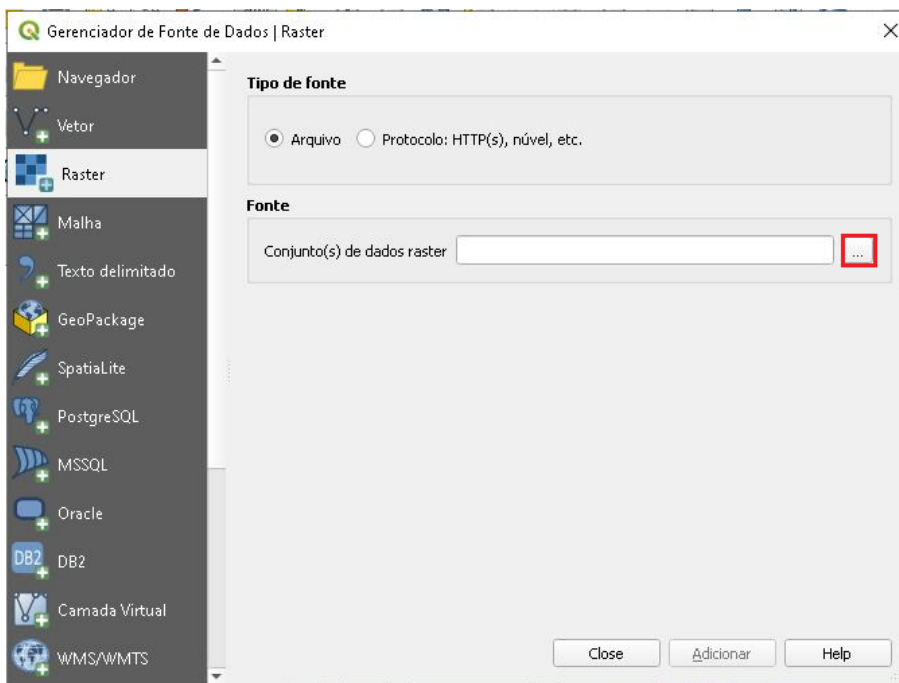 Gerenciador de Fonte de Dados | Raster
Navegador
Vetor
Raster
Malha
Texto delimitado
GeoPackage
SpatiaLite
PostgreSQL
MSSQL
Oracle
DB2
DB2
Camada Virtual
WMS/WMTS
Tipo de fonte
Arquivo
Protocolo: HTTP(s), núvel, etc.
Fonte
Conjunto(s) de dados raster
...
Close
Adicionar
Help